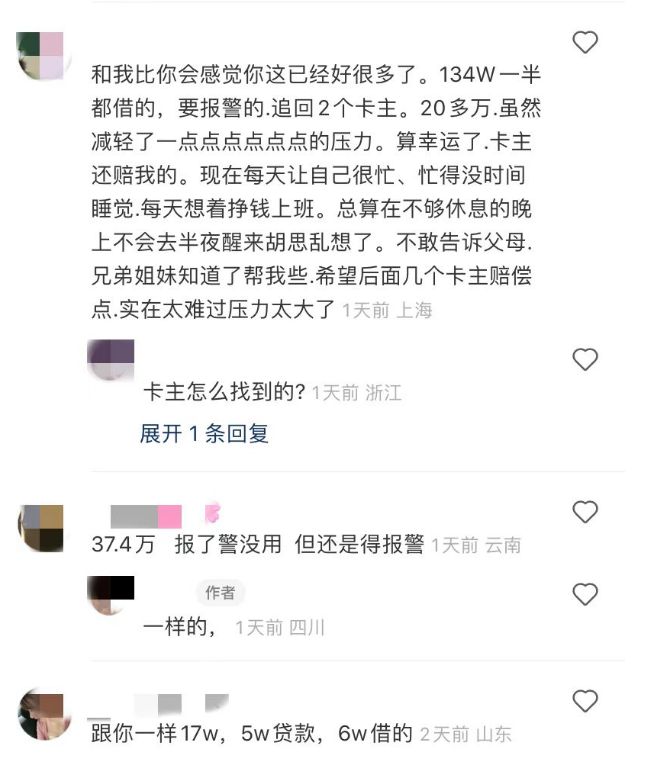 和我比你会感觉你这已经好很多了。134W一半
都借的，要报警的.追回2个卡主。20多万.虽然
减轻了一点点点点点点的压力。算幸运了.卡主
还赔我的。现在每天让自己很忙、忙得没时间
睡觉.每天想着挣钱上班。总算在不够休息的晚
上不会去半夜醒来胡思乱想了。不敢告诉父母.
兄弟姐妹知道了帮我些.希望后面几个卡主赔偿
点.实在太难过压力太大了 1天前 上海
卡主怎么找到的? 1天前 浙江
展开 1 条回复
37.4万 报了警没用 但还是得报警 1天前 云南
作者
一样的， 1天前 四川
跟你一样17w，5w贷款，6w借的 2天前 山东